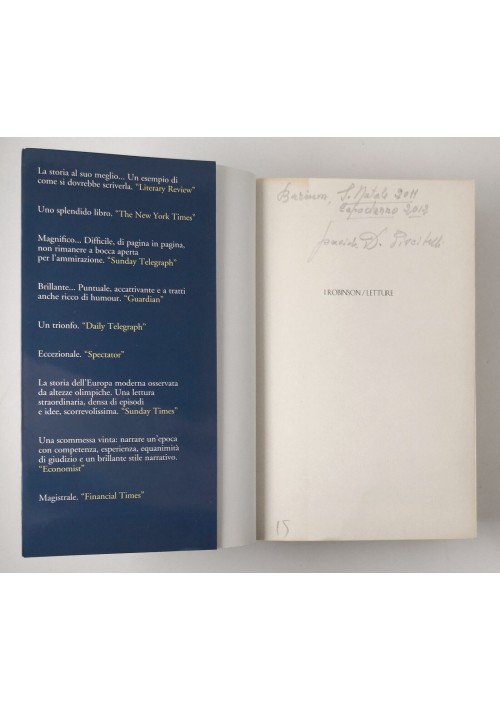 La storia al suo meglio... Un esempio di
come si dovrebbe scriverla. "Literary Review"
Uno splendido libro. "The New York Times"
Magnifico... Difficile, di pagina in pagina,
non rimanere a bocca aperta
per l'ammirazione. "Sunday Telegraph"
Brillante... Puntuale, accattivante e a tratti
anche ricco di humour. "Guardian"
Un trionfo. "Daily Telegraph"
Eccezionale. "Spectator"
La storia dell'Europa moderna osservata
da altezze olimpiche. Una lettura
straordinaria, densa di episodi
e idee, scorrevolissima. "Sunday Times"
Una scommessa vinta: narrare un'epoca
con competenza, esperienza, equanimità
di giudizio e un brillante stile narrativo.
"Economist"
Magistrale. "Financial Times"
S. Natale 2011
Capodanno
D.
I ROBINSON / LETTURE
15